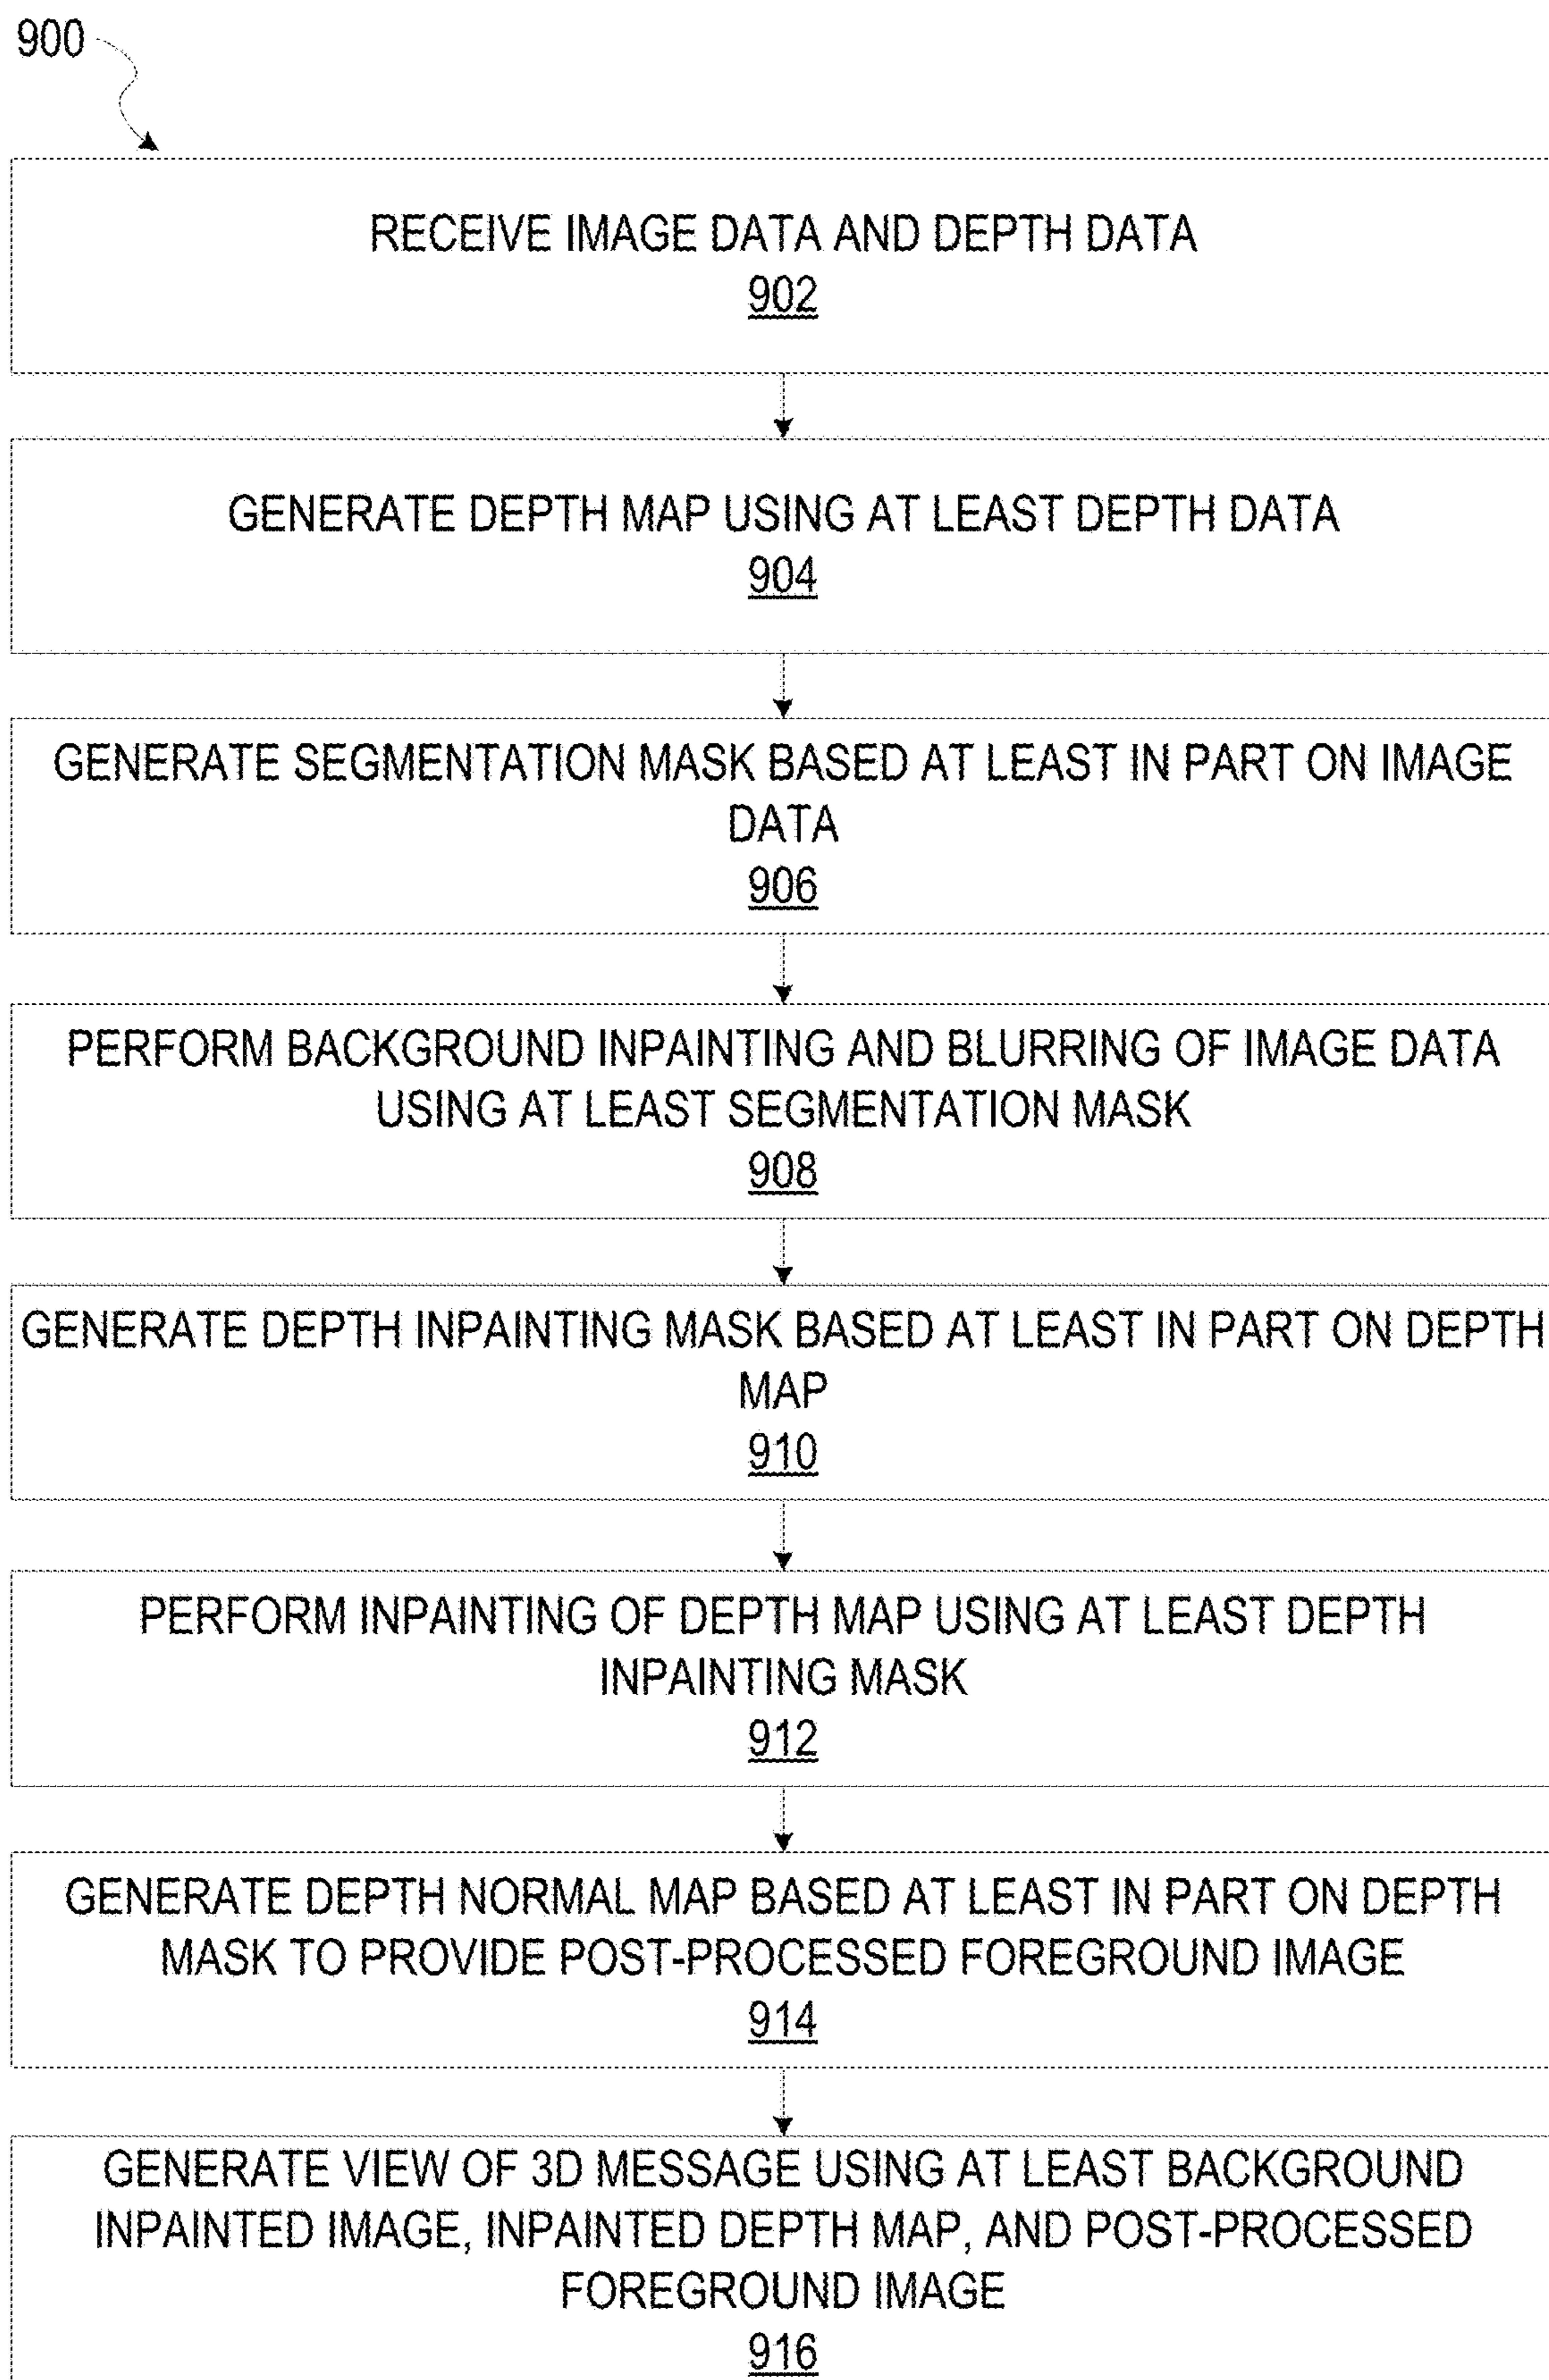 900
RECEIVE IMAGE DATA AND DEPTH DATA
902
GENERATE DEPTH MAP USING AT LEAST DEPTH DATA
904
GENERATE SEGMENTATION MASK BASED AT LEAST IN PART ON IMAGE
DATA
906
PERFORM BACKGROUND INPAINTING AND BLURRING OF IMAGE DATA
USING AT LEAST SEGMENTATION MASK
908
GENERATE DEPTH INPAINTING MASK BASED AT LEAST IN PART ON DEPTH
MAP
910
PERFORM INPAINTING OF DEPTH MAP USING AT LEAST DEPTH
INPAINTING MASK
912
GENERATE DEPTH NORMAL MAP BASED AT LEAST IN PART ON DEPTH
MASK TO PROVIDE POST-PROCESSED FOREGROUND IMAGE
914
GENERATE VIEW OF 3D MESSAGE USING AT LEAST BACKGROUND
INPAINTED IMAGE, INPAINTED DEPTH MAP, AND POST-PROCESSED
FOREGROUND IMAGE
916